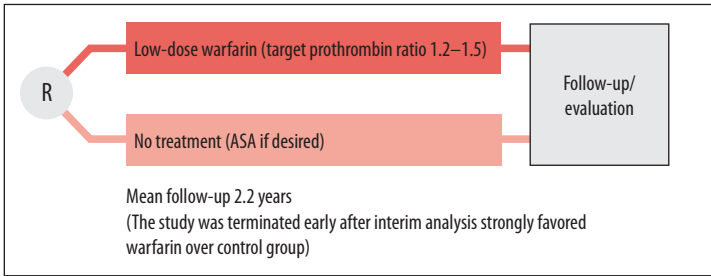 Low-dose warfarin (target prothrombin ratio 1.2–1.5)
R
Follow-up/
evaluation
No treatment (ASA if desired)
Mean follow-up 2.2 years
(The study was terminated early after interim analysis strongly favored
warfarin over control group)